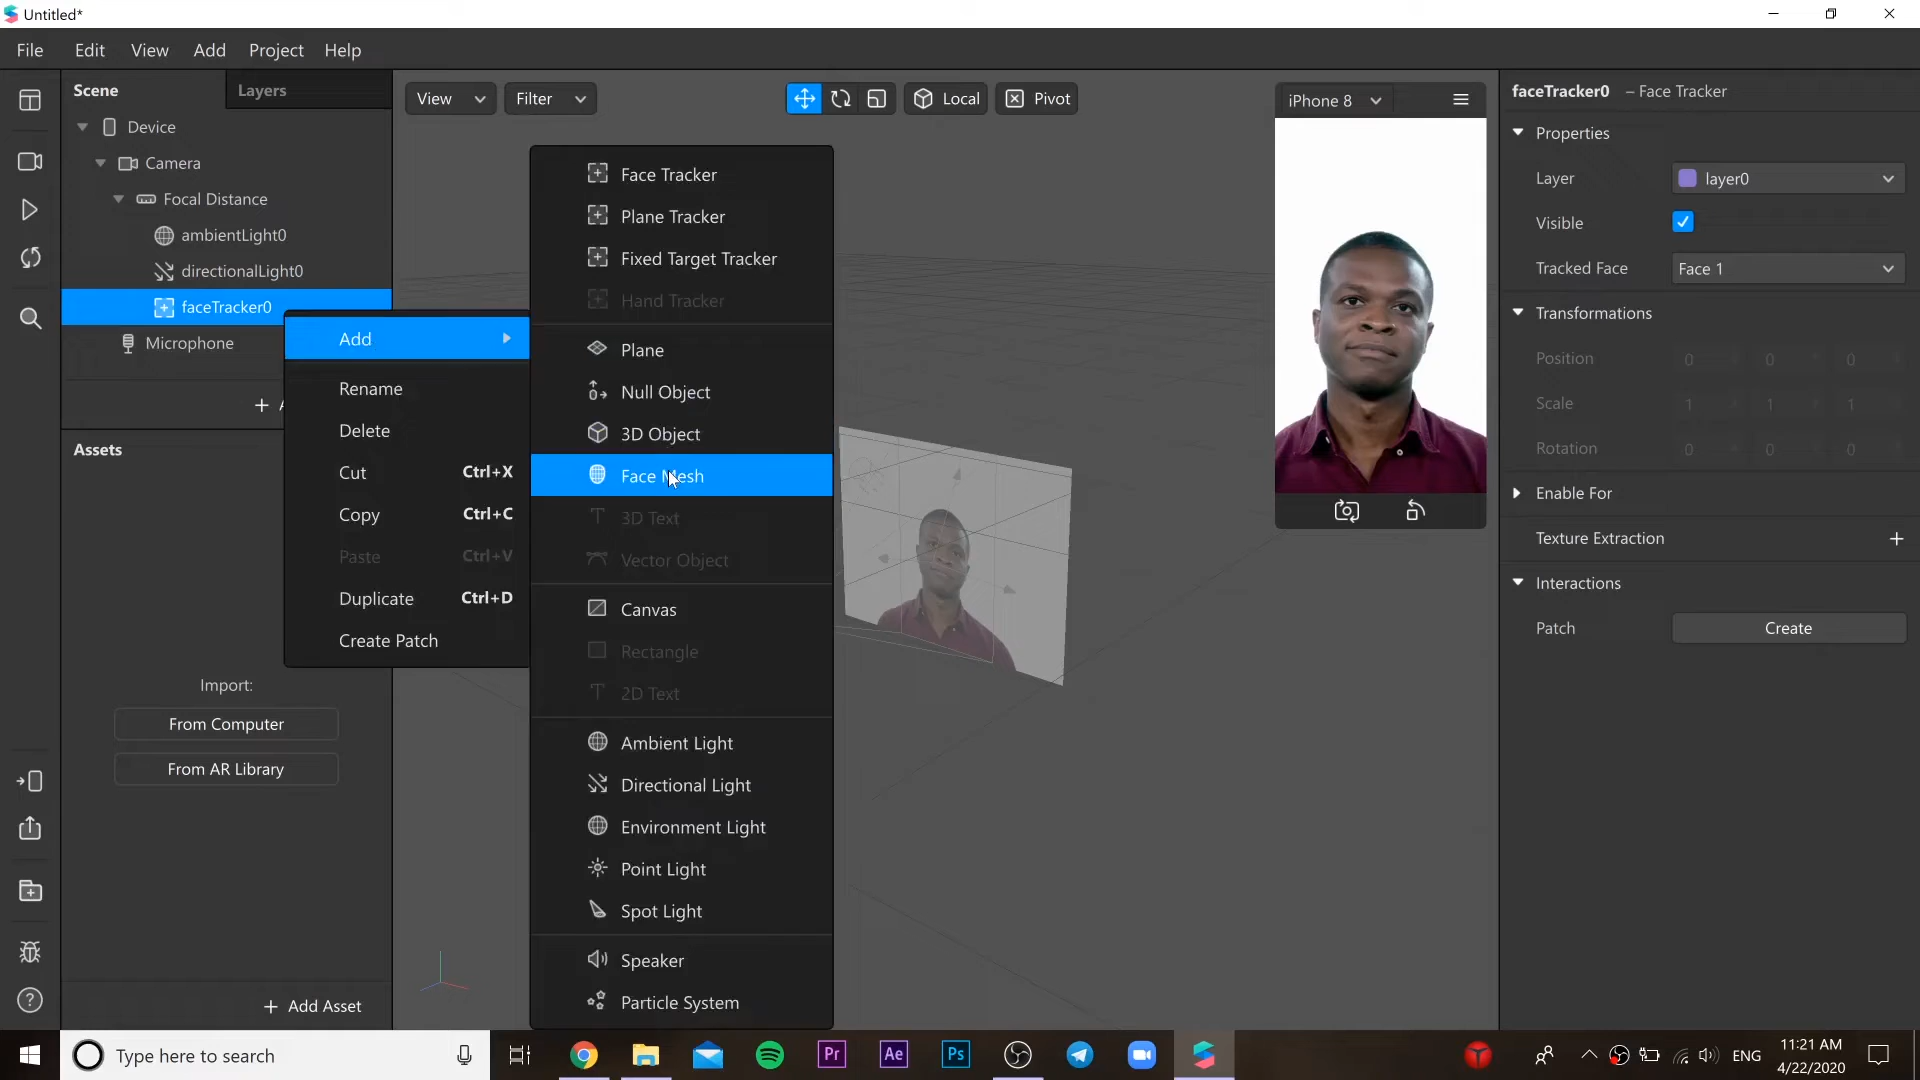 Untitled*
File Edit View Add Project Help
Scene
Layers
Device
Camera
Focal Distance
ambientLight0
directionalLight0
faceTracker0
Microphone
Assets
Import:
From Computer
From AR Library
Add Asset
Add
Rename
Delete
Cut Ctrl+X
Copy Ctrl+C
Paste Ctrl+V
Duplicate Ctrl+D
Create Patch
View Filter Local Pivot
Face Tracker
Plane Tracker
Fixed Target Tracker
Hand Tracker
Plane
Null Object
3D Object
Face Mesh
3D Text
Vector Object
Canvas
Rectangle
2D Text
Ambient Light
Directional Light
Environment Light
Point Light
Spot Light
Speaker
Particle System
iPhone 8
faceTracker0 – Face Tracker
Properties
Layer layer0
Visible
Tracked Face Face 1
Transformations
Position 0 0 0
Scale 1 1 1
Rotation 0 0 0
Enable For
Texture Extraction
Interactions
Patch Create
Type here to search
Pr Ae Ps
ENG
11:21 AM
4/22/2020